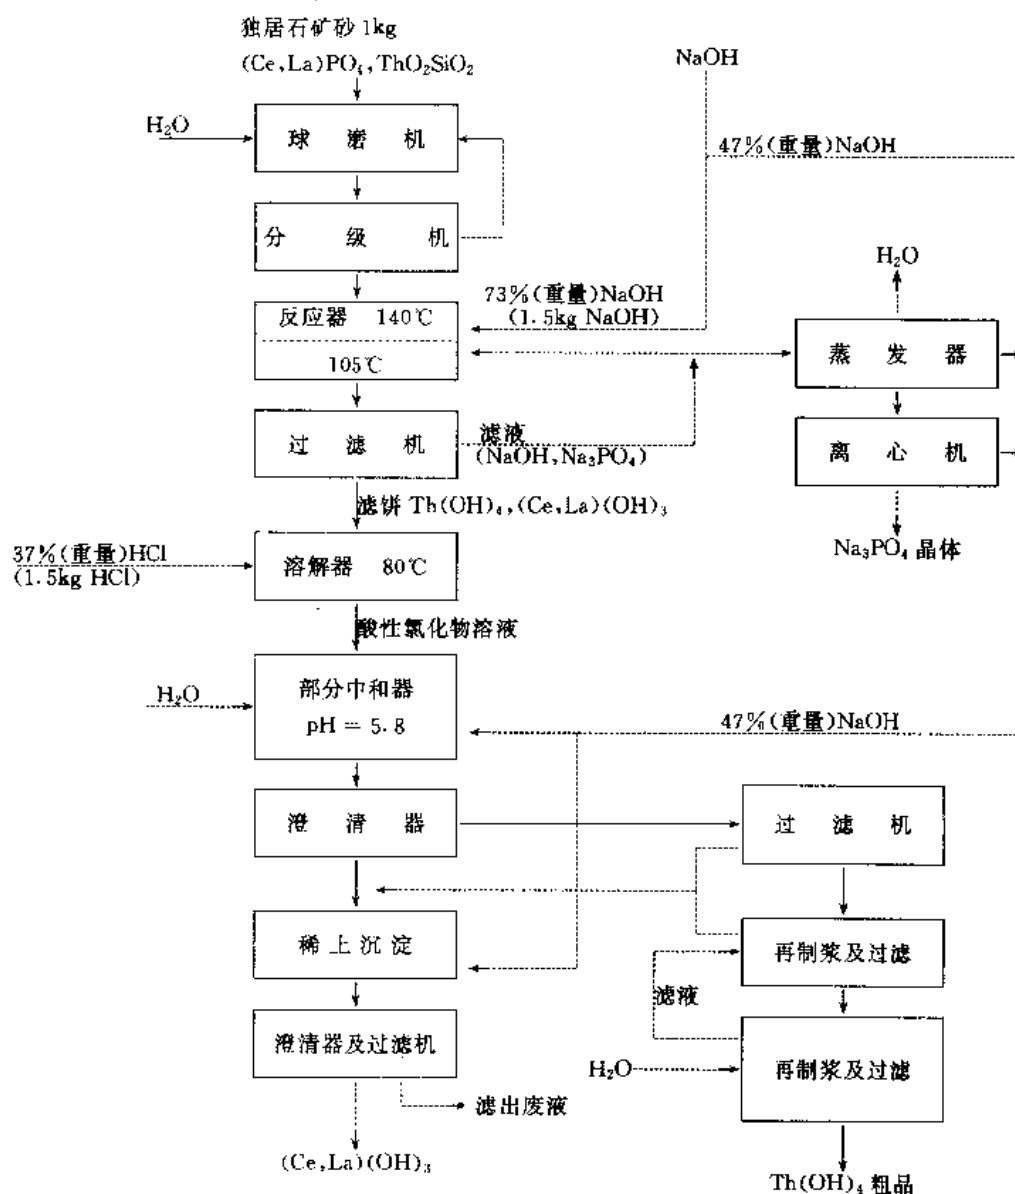 独居石矿砂 1kg
(Ce,La)PO₄,ThO₂SiO₂
NaOH
H₂O
球磨机
47%(重量)NaOH
分级机
H₂O
73%(重量)NaOH
(1.5kg NaOH)
反应器 140℃
105℃
蒸发器
过滤机
滤液
(NaOH,Na₃PO₄)
离心机
滤饼 Th(OH)₄,(Ce,La)(OH)₃
Na₃PO₄ 晶体
37%(重量)HCl
(1.5kg HCl)
溶解器 80℃
酸性氯化物溶液
H₂O
部分中和器
pH = 5.8
47%(重量)NaOH
澄清器
过滤机
稀上沉淀
再制浆及过滤
滤液
澄清器及过滤机
H₂O
再制浆及过滤
滤出废液
(Ce,La)(OH)₃
Th(OH)₄ 粗品